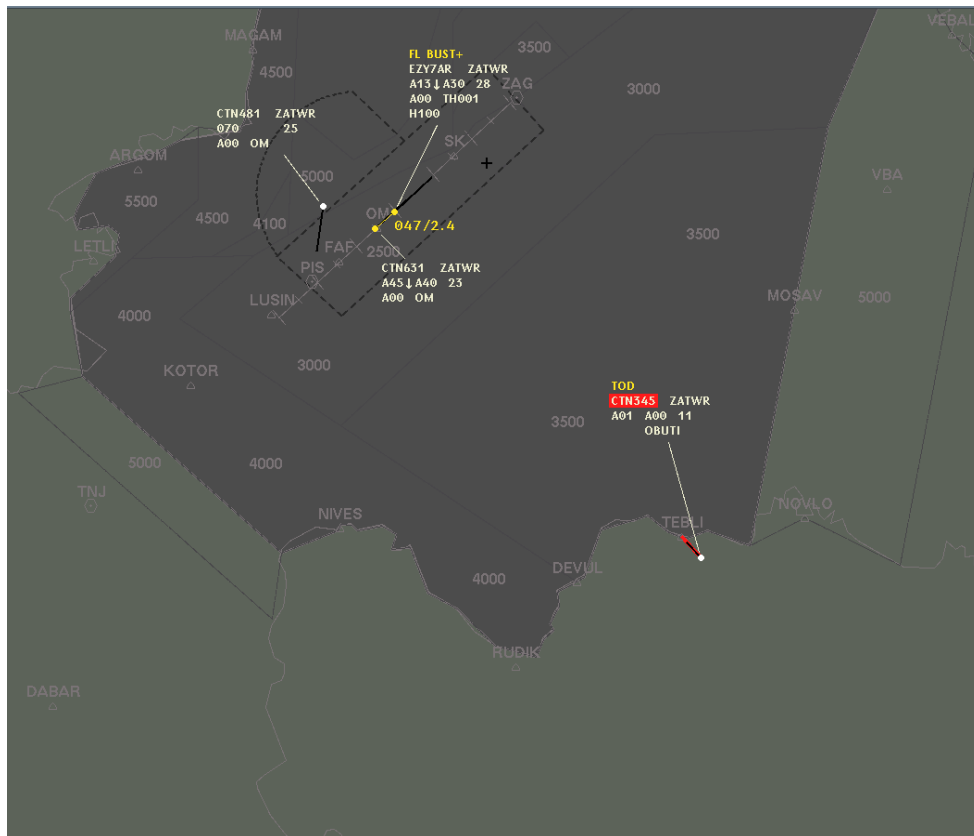 MAGAM
4500
FL BUST+
EZY7AR ZATWR
A13↓A30 28
A00 TH001
H100
3500
VEBAL
ZAG
3000
CTN481 ZATWR
070 25
A00 OM
SK
ARGOM
5000
VBA
5500
4500
4100
OM
047/2.4
3500
LETLI
FAF
2500
PIS
CTN631 ZATWR
A45↓A40 23
A00 OM
LUSIN
MOSAV
5000
4000
3000
KOTOR
TOD
CTN345 ZATWR
A01 A00 11
OBUTI
3500
5000
4000
TNJ
NIVES
TEBLI
NOVLO
4000
DEVUL
RUDIK
DABAR